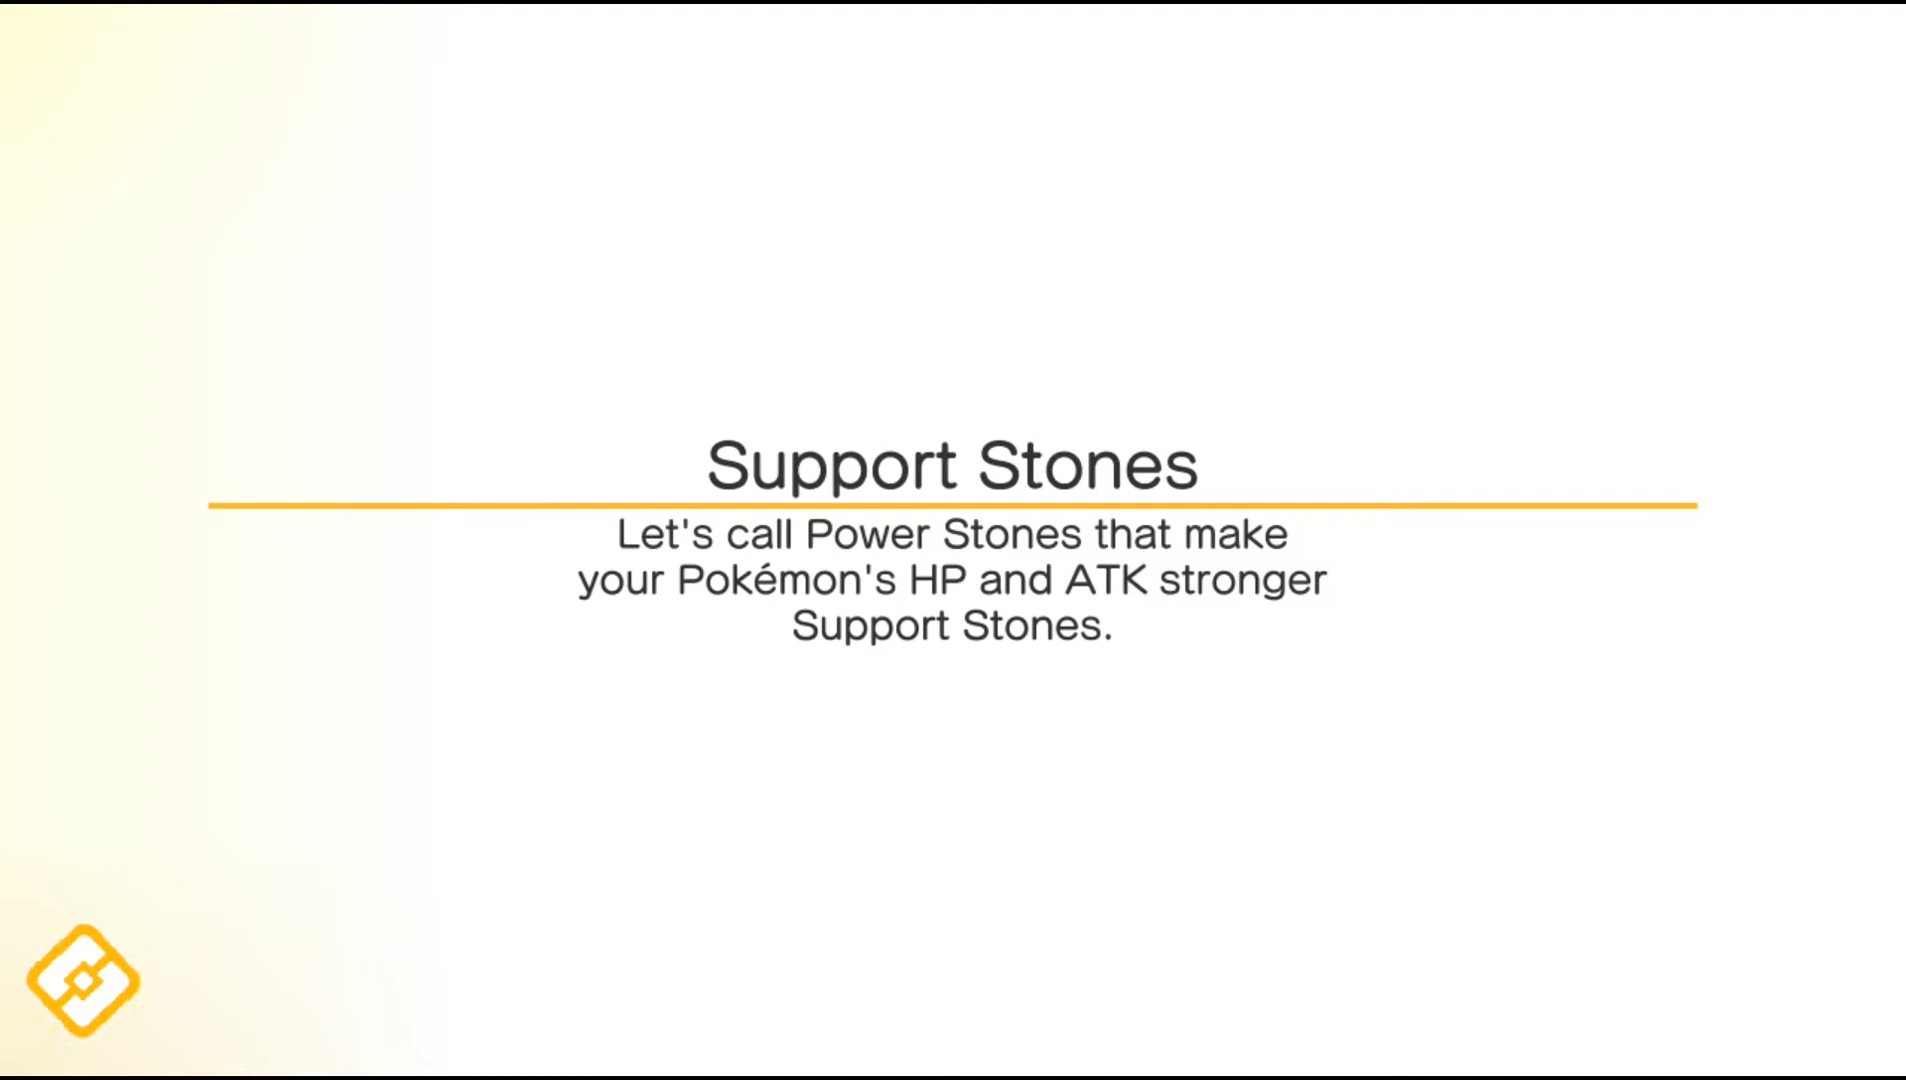 Support Stones
Let's call Power Stones that make
your Pokémon's HP and ATK stronger
Support Stones.